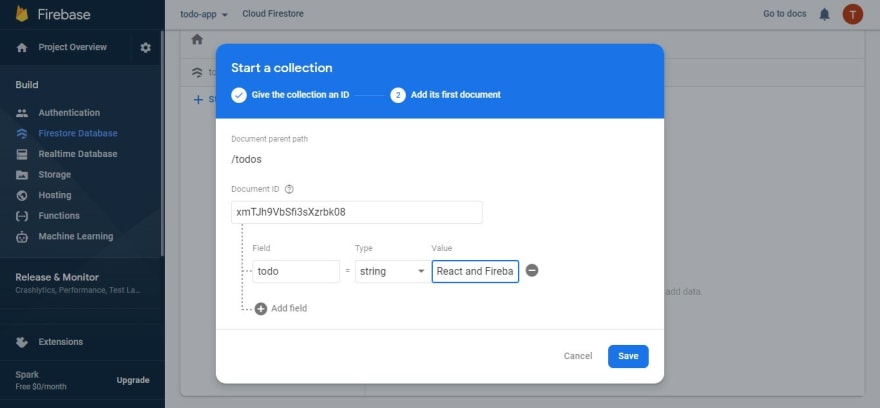 Firebase
todo-app Cloud Firestore Go to docs T
Project Overview
Build
Authentication
Firestore Database
Realtime Database
Storage
Hosting
Functions
Machine Learning
Release & Monitor
Crashlytics, Performance, Test La...
Extensions
Spark
Free $0/month Upgrade
Start a collection
Give the collection an ID 2 Add its first document
Document parent path
/todos
Document ID
xmTJh9VbSfi3sXzrbk08
Field Type Value
todo = string React and Fireba
Add field
add data.
Cancel Save